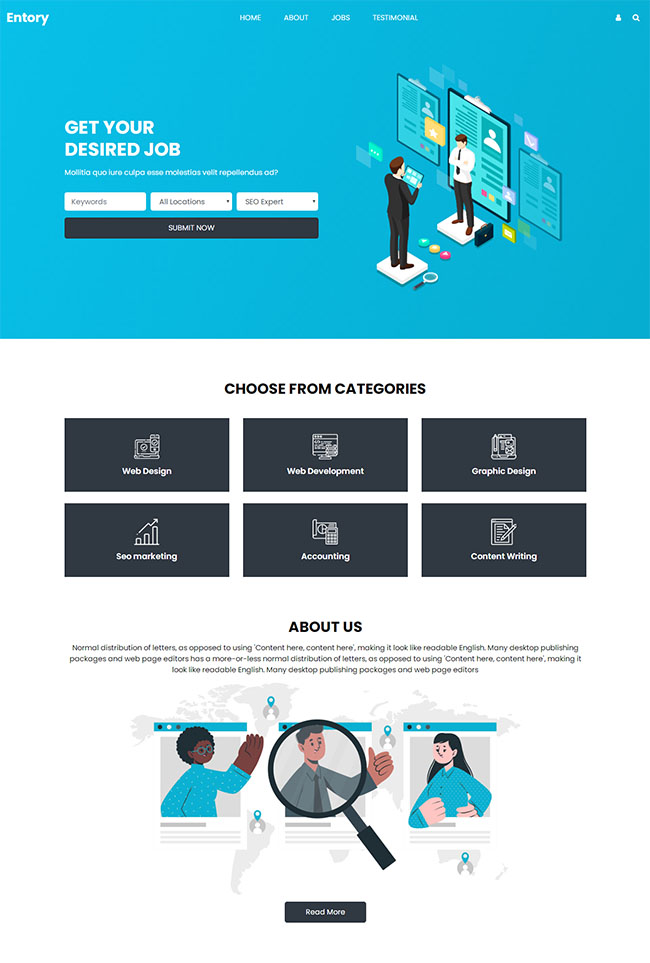 Entory
HOME
ABOUT
JOBS
TESTIMONIAL
GET YOUR
DESIRED JOB
Mollitia quo iure culpa esse molestias velit repellendus ad?
Keywords
All Locations
SEO Expert
SUBMIT NOW
CHOOSE FROM CATEGORIES
Web Design
Web Development
Graphic Design
Seo marketing
Accounting
Content Writing
ABOUT US
Normal distribution of letters, as opposed to using 'Content here, content here', making it look like readable English. Many desktop publishing
packages and web page editors has a more-or-less normal distribution of letters, as opposed to using 'Content here, content here', making it
look like readable English. Many desktop publishing packages and web page editors
Read More